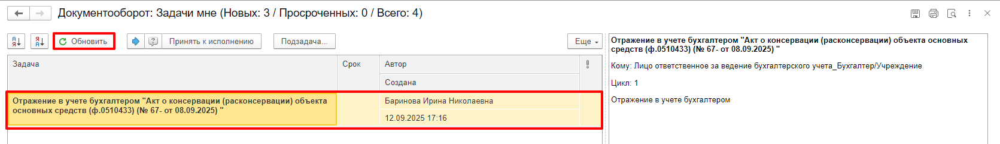 Документооборот: Задачи мне (Новых: 3 / Просроченных: 0 / Всего: 4)
А Я
Я А
Обновить
Принять к исполнению
Подзадача...
Еще
Задача
Срок
Автор
Создана
Отражение в учете бухгалтером "Акт о консервации (расконсервации) объекта
основных средств (ф.0510433) (№ 67- от 08.09.2025) "
Баринова Ирина Николаевна
12.09.2025 17:16
Отражение в учете бухгалтером "Акт о консервации (расконсервации) объекта основных
средств (ф.0510433) (№ 67- от 08.09.2025) "
Кому: Лицо ответственное за ведение бухгалтерского учета_Бухгалтер/Учреждение
Цикл: 1
Отражение в учете бухгалтером